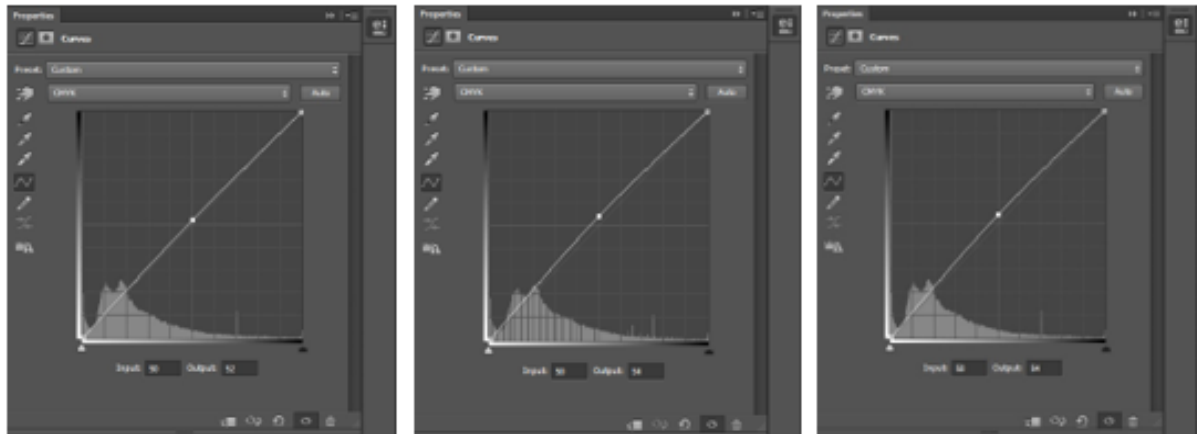 Properties
Curves
Preset: Custom
CMYK Auto
Input: 50 Output: 52
Properties
Curves
Preset: Custom
CMYK Auto
Input: 50 Output: 54
Properties
Curves
Preset: Custom
CMYK Auto
Input: Output: